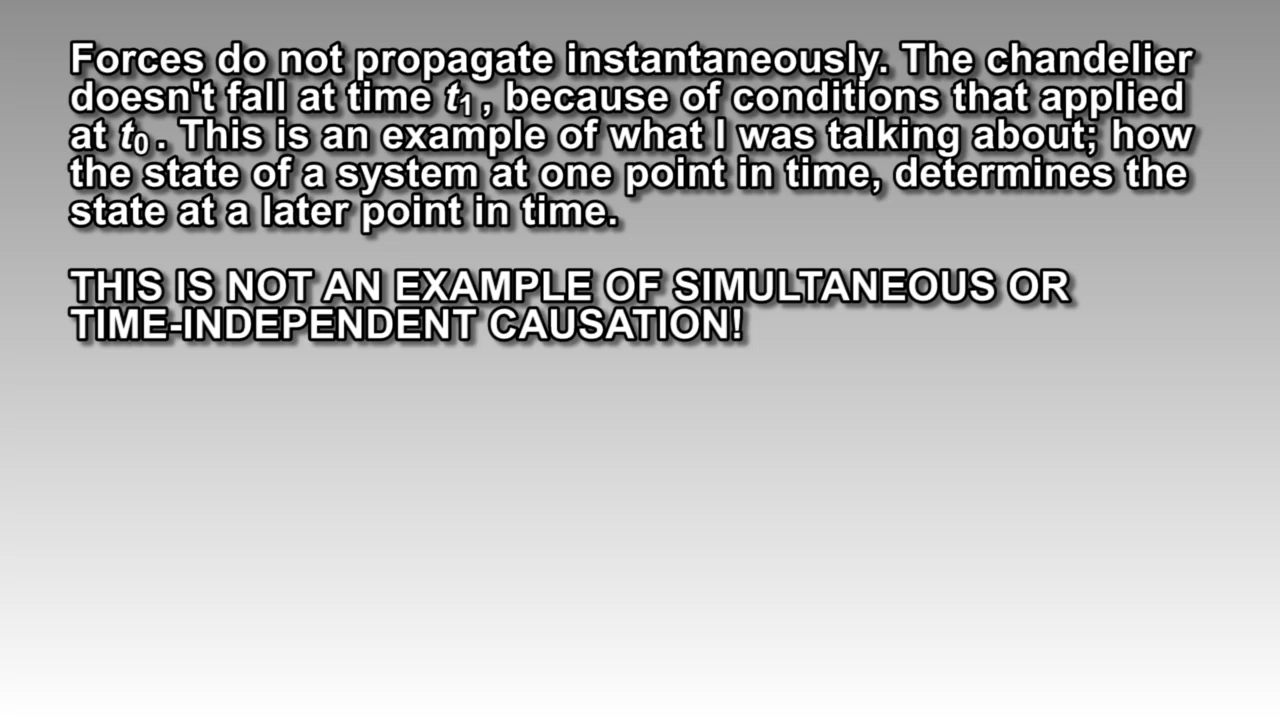 Forces do not propagate instantaneously. The chandelier
doesn't fall at time t₁, because of conditions that applied
at t₀. This is an example of what I was talking about; how
the state of a system at one point in time, determines the
state at a later point in time.
THIS IS NOT AN EXAMPLE OF SIMULTANEOUS OR
TIME-INDEPENDENT CAUSATION!